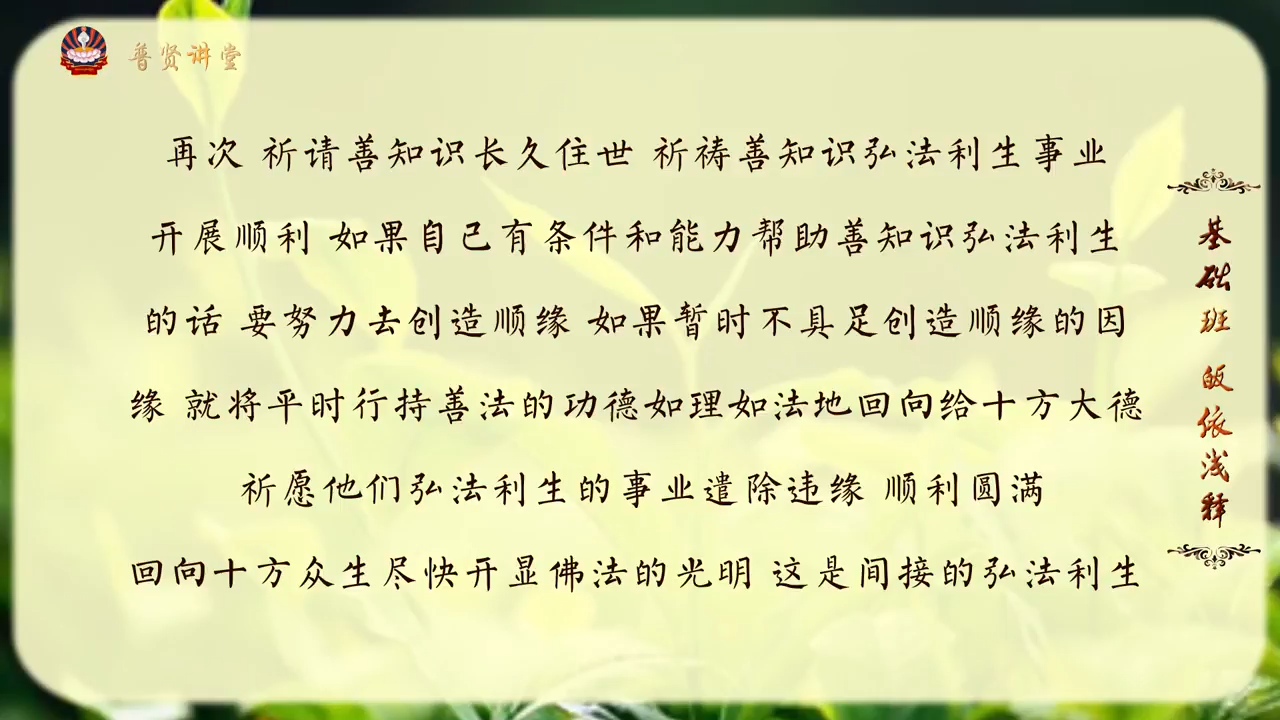 普贤讲堂
再次 祈请善知识长久住世 祈祷善知识弘法利生事业
开展顺利 如果自己有条件和能力帮助善知识弘法利生
的话 要努力去创造顺缘 如果暂时不具足创造顺缘的因
缘 就将平时行持善法的功德如理如法地回向给十方大德
祈愿他们弘法利生的事业遣除违缘 顺利圆满
回向十方众生尽快开显佛法的光明 这是间接的弘法利生
基础班 皈依浅释